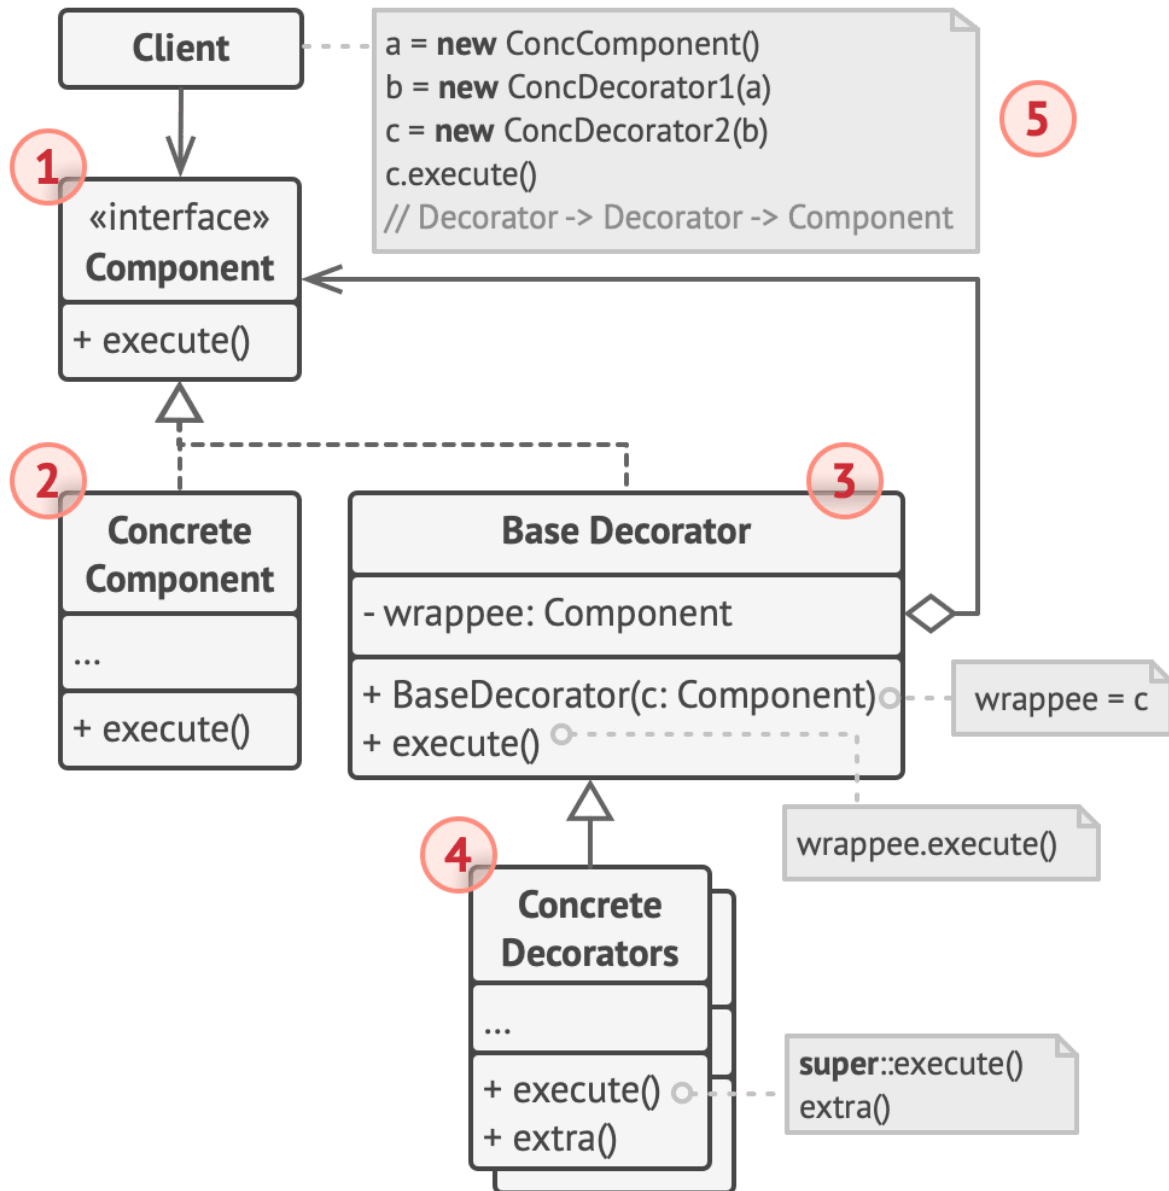 Client
a = new ConcComponent()
b = new ConcDecorator1(a)
c = new ConcDecorator2(b)
c.execute()
// Decorator -> Decorator -> Component
5
1
«interface»
Component
+ execute()
2
Concrete
Component
...
+ execute()
3
Base Decorator
- wrappee: Component
+ BaseDecorator(c: Component)
+ execute()
wrappee = c
wrappee.execute()
4
Concrete
Decorators
...
+ execute()
+ extra()
super::execute()
extra()